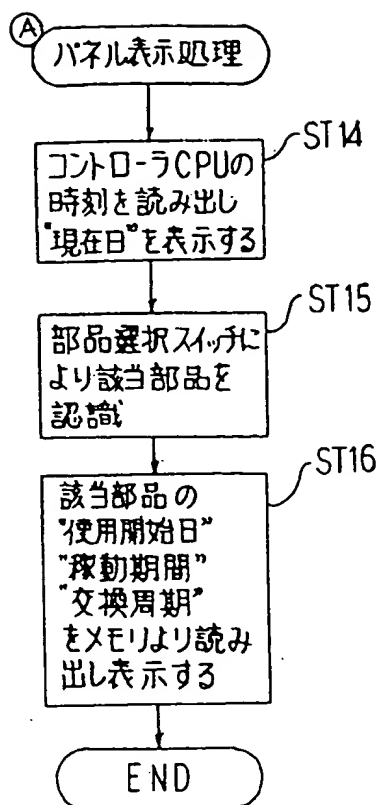 Ⓐ
パネル表示処理
ST14
コントローラCPUの
時刻を読み出し
"現在日"を表示する
ST15
部品選択スイッチに
より該当部品を
認識
ST16
該当部品の
"使用開始日"
"稼動期間"
"交換周期"
をメモリより読み
出し表示する
END